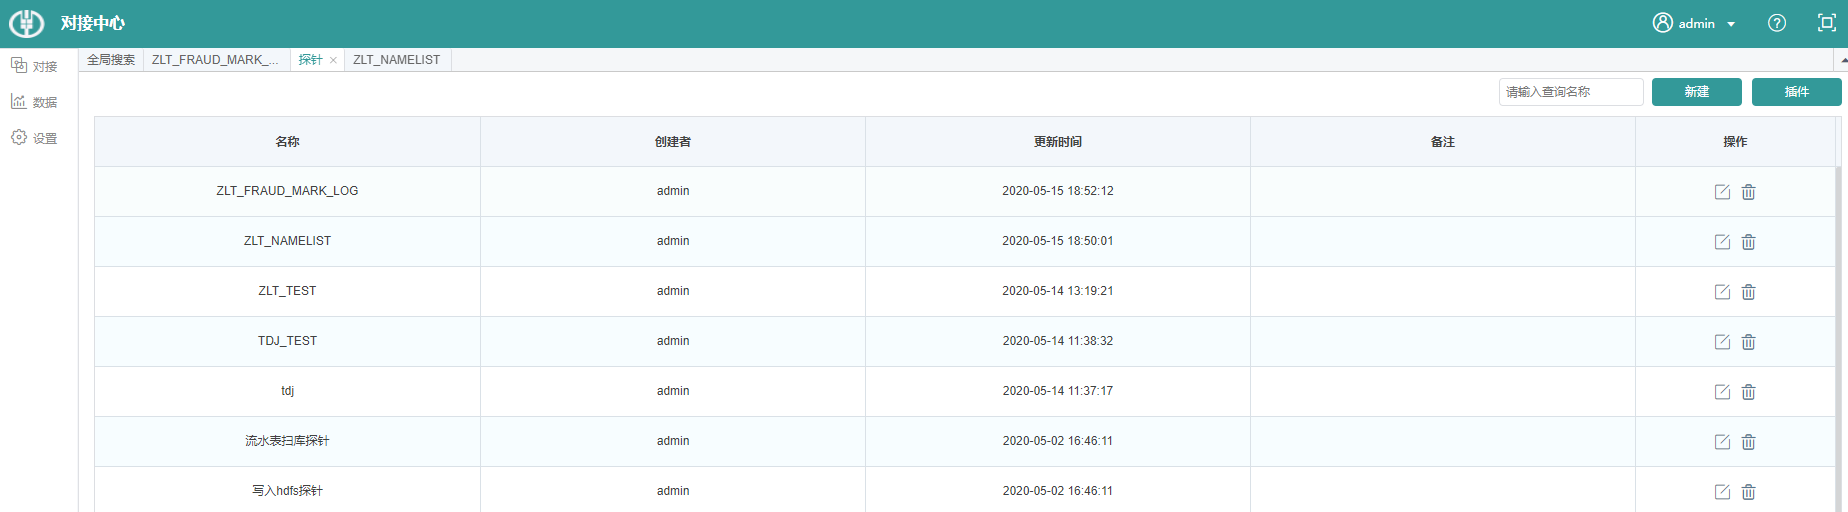 对接中心
admin
对接
数据
设置
全局搜索 ZLT_FRAUD_MARK_... 探针 ZLT_NAMELIST
请输入查询名称 新建 插件
名称 创建者 更新时间 备注 操作
ZLT_FRAUD_MARK_LOG admin 2020-05-15 18:52:12
ZLT_NAMELIST admin 2020-05-15 18:50:01
ZLT_TEST admin 2020-05-14 13:19:21
TDJ_TEST admin 2020-05-14 11:38:32
tdj admin 2020-05-14 11:37:17
流水表扫库探针 admin 2020-05-02 16:46:11
写入hdfs探针 admin 2020-05-02 16:46:11